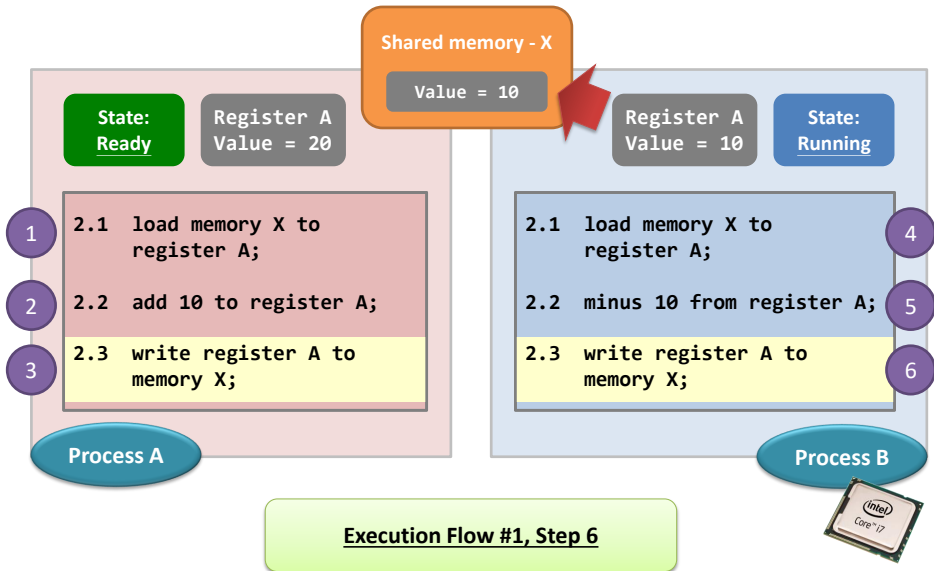 Shared memory - X
Value = 10
State:
Ready
Register A
Value = 20
Register A
Value = 10
State:
Running
1
2.1 load memory X to
register A;
2
2.2 add 10 to register A;
3
2.3 write register A to
memory X;
2.1 load memory X to
register A;
4
2.2 minus 10 from register A;
5
2.3 write register A to
memory X;
6
Process A
Process B
Execution Flow #1, Step 6
intel
Core™ i7